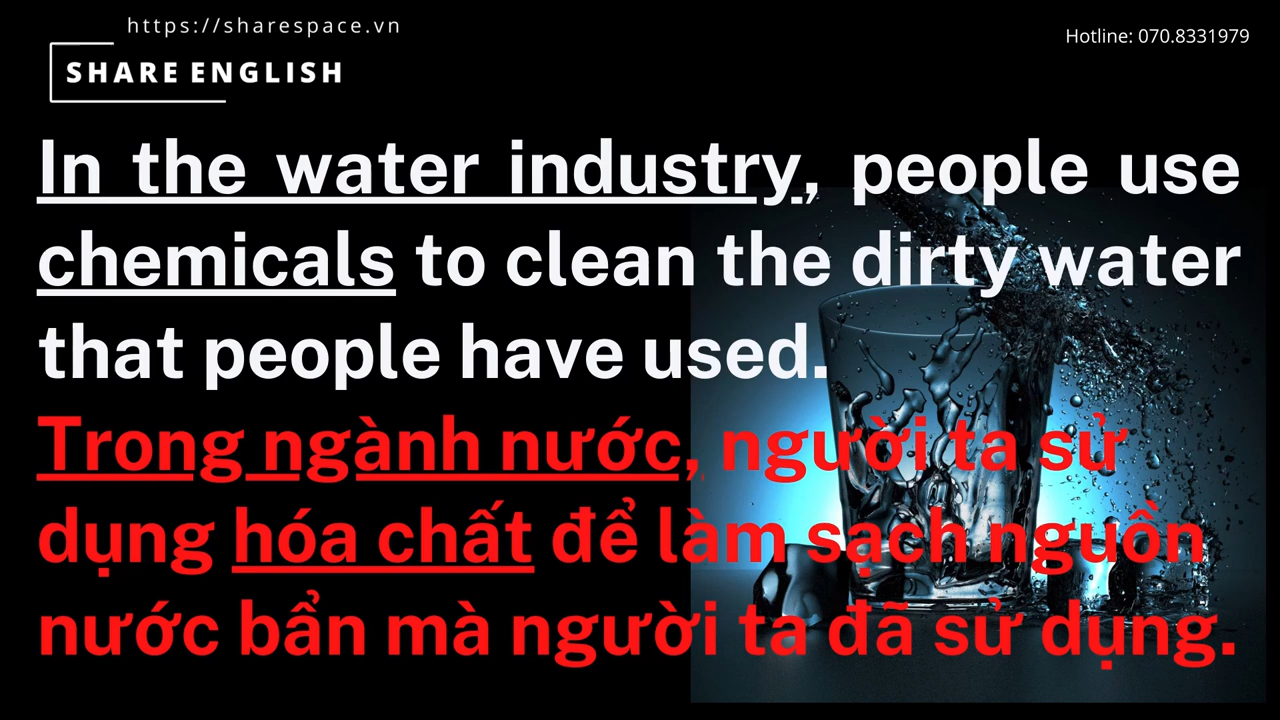 https://sharespace.vn
Hotline: 070.8331979
SHARE ENGLISH
In the water industry, people use
chemicals to clean the dirty water
that people have used.
Trong ngành nước, người ta sử
dụng hóa chất để làm sạch nguồn
nước bẩn mà người ta đã sử dụng.